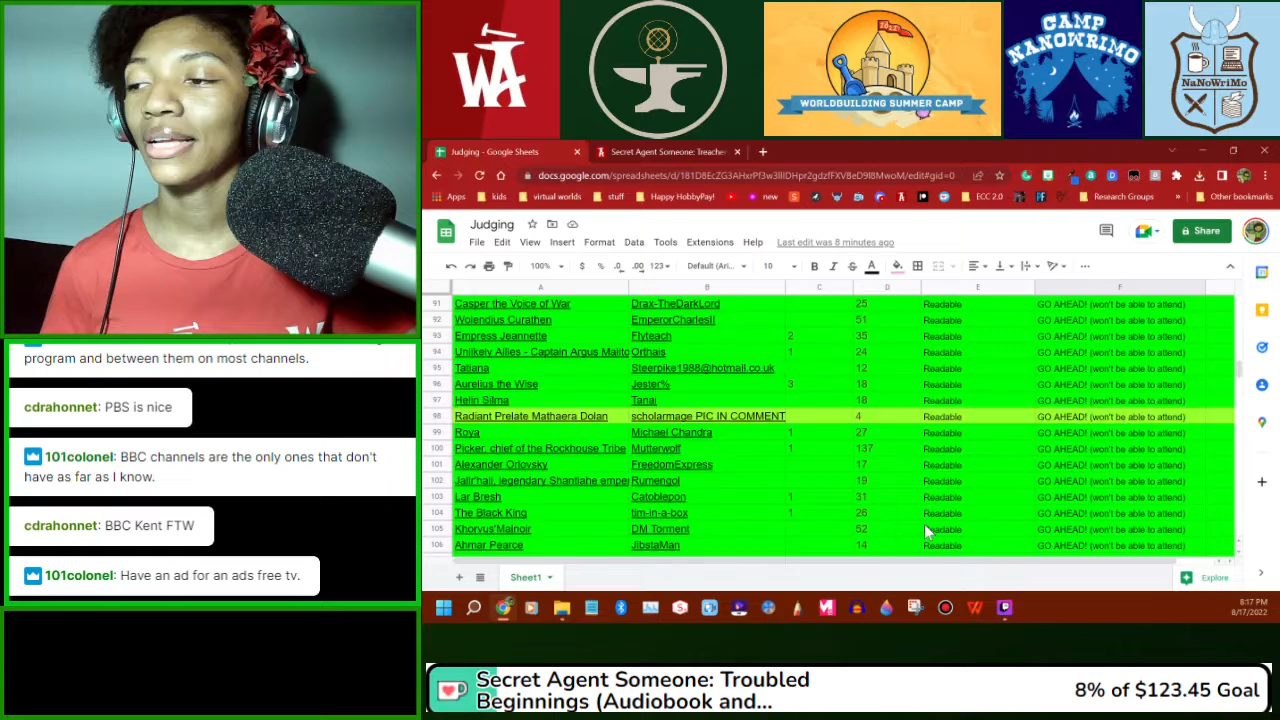 WA
2022
WORLDBUILDING SUMMER CAMP
CAMP
NANOWRIMO
NaNoWriMo
Judging - Google Sheets
Secret Agent Someone: Treacher
docs.google.com/spreadsheets/d/
Apps kids virtual worlds stuff Happy HobbyPay! new ECC 2.0 Research Groups » Other bookmarks
Judging
File Edit View Insert Format Data Tools Extensions Help Last edit was 8 minutes ago
Share
100% $ % .0 .00 123 Default (Ari... 10 B I S A
A B C D E F
91 Casper the Voice of War Drax-TheDarkLord 25 Readable GO AHEAD! (won't be able to attend)
92 Wolendius Curathen EmperorCharlesII 51 Readable GO AHEAD! (won't be able to attend)
93 Empress Jeannette Flyteach 2 35 Readable GO AHEAD! (won't be able to attend)
94 Unlikely Allies - Captain Argus Malito Orthais 1 24 Readable GO AHEAD! (won't be able to attend)
95 Tatiana Steerpike1988@hotmail.co.uk 12 Readable GO AHEAD! (won't be able to attend)
96 Aurelius the Wise Jester% 3 18 Readable GO AHEAD! (won't be able to attend)
97 Helin Silma Tanai 18 Readable GO AHEAD! (won't be able to attend)
98 Radiant Prelate Mathaera Dolan scholarmage PIC IN COMMENT 4 Readable GO AHEAD! (won't be able to attend)
99 Roya Michael Chandra 1 27 Readable GO AHEAD! (won't be able to attend)
100 Picker, chief of the Rockhouse Tribe Mutterwolf 1 137 Readable GO AHEAD! (won't be able to attend)
101 Alexander Orlovsky FreedomExpress 17 Readable GO AHEAD! (won't be able to attend)
102 legendary Shantiahe empe Rumengol 19 Readable GO AHEAD! (won't be able to attend)
103 Lar Bresh Catoblepon 1 31 Readable GO AHEAD! (won't be able to attend)
104 The Black King tim-in-a-box 1 26 Readable GO AHEAD! (won't be able to attend)
105 Khorvus'Malnoir DM Torment 52 Readable GO AHEAD! (won't be able to attend)
106 Ahmar Pearce JibstaMan 14 Readable GO AHEAD! (won't be able to attend)
Sheet1
Explore
8:17 PM
8/17/2022
program and between them on most channels.
cdrahonnet: PBS is nice
101colonel: BBC channels are the only ones that don't
have as far as I know.
cdrahonnet: BBC Kent FTW
101colonel: Have an ad for an ads free tv.
Secret Agent Someone: Troubled
Beginnings (Audiobook and...
8% of $123.45 Goal